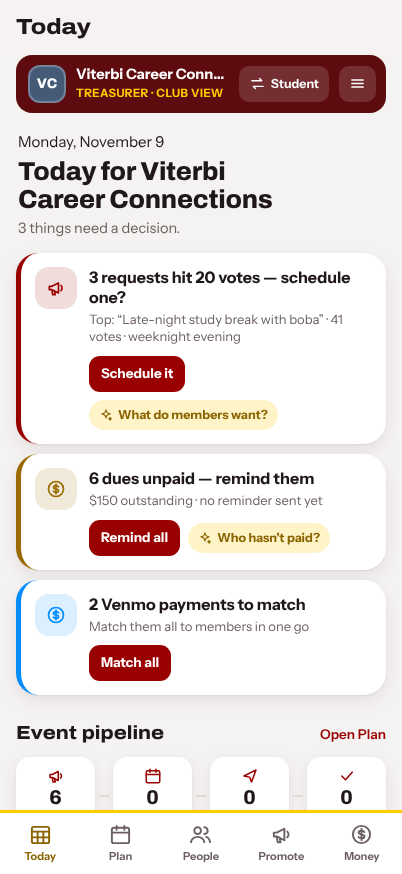 Today
VC
Viterbi Career Conn...
TREASURER · CLUB VIEW
Student
Monday, November 9
Today for Viterbi
Career Connections
3 things need a decision.
3 requests hit 20 votes — schedule
one?
Top: “Late-night study break with boba” · 41
votes · weeknight evening
Schedule it
What do members want?
6 dues unpaid — remind them
$150 outstanding · no reminder sent yet
Remind all
Who hasn't paid?
2 Venmo payments to match
Match them all to members in one go
Match all
Event pipeline
Open Plan
6
0
0
0
Today
Plan
People
Promote
Money